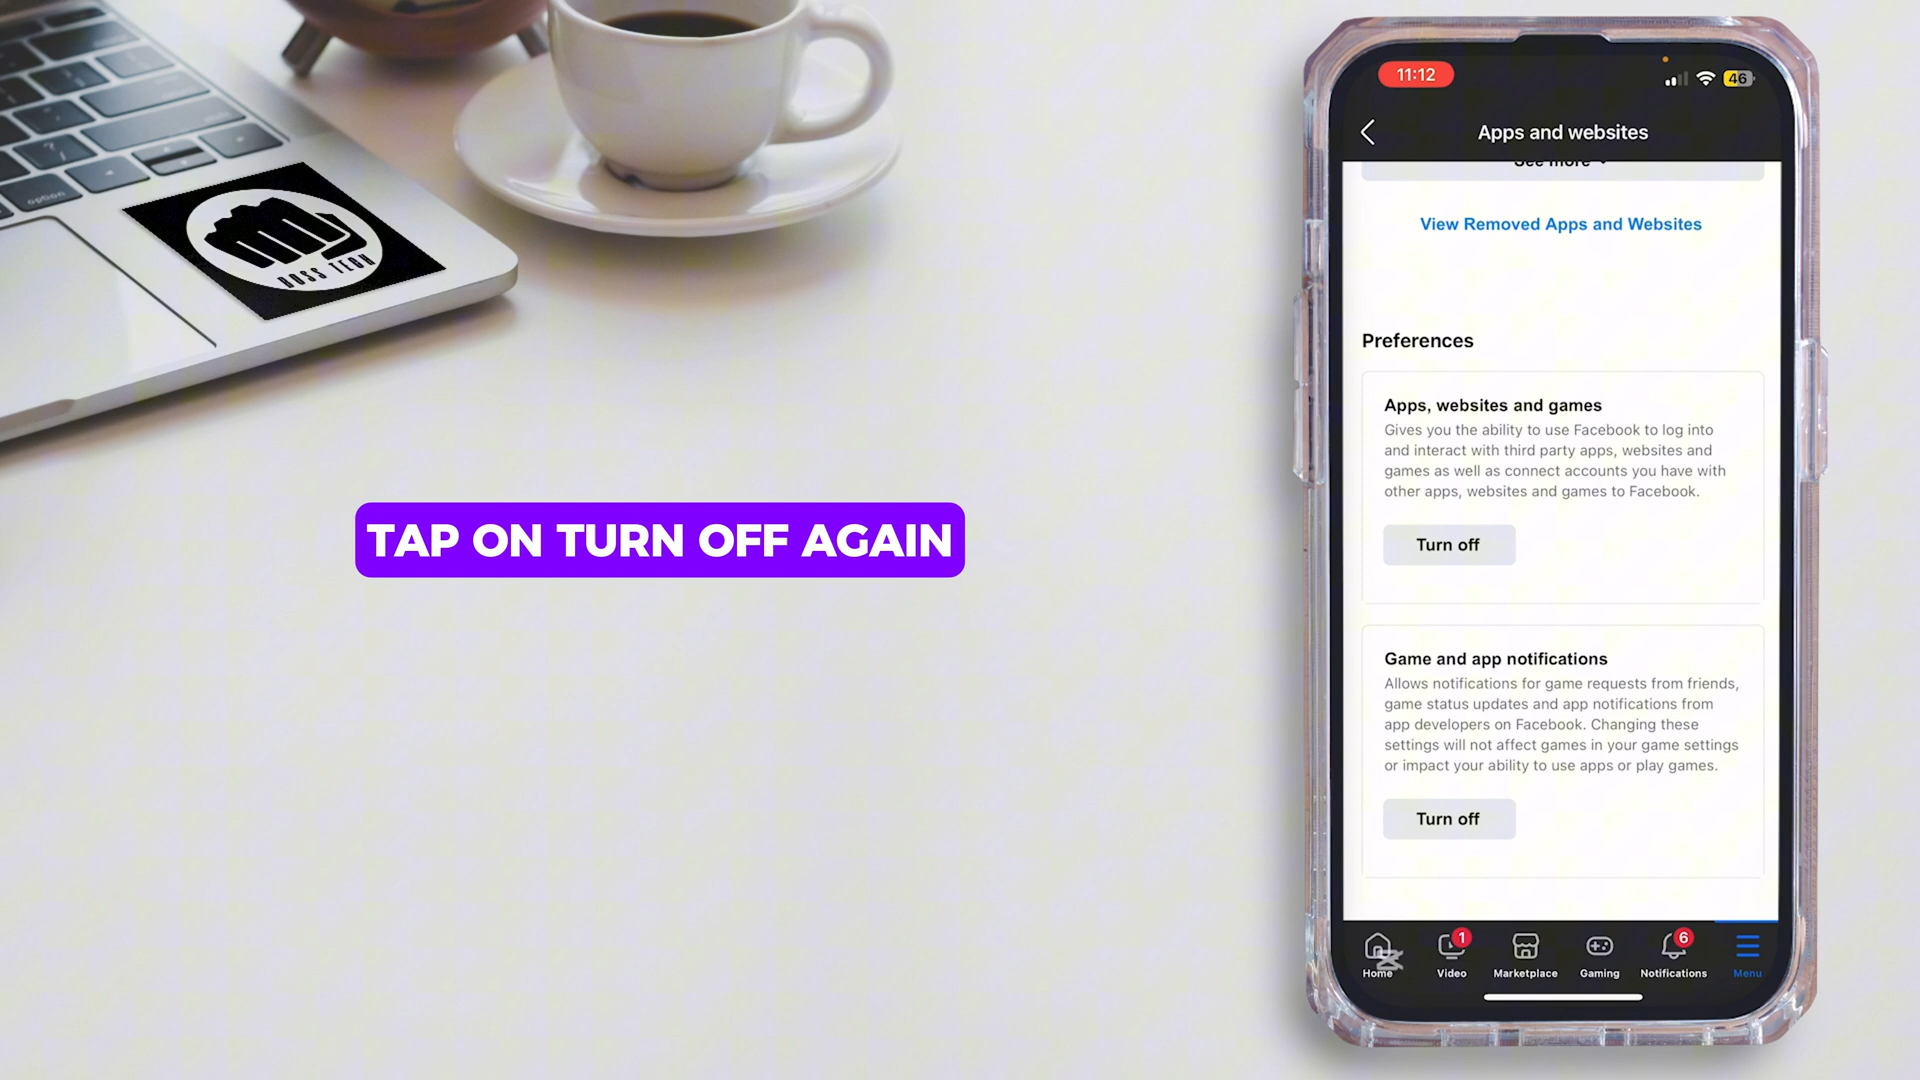 option
BOSS TECH
TAP ON TURN OFF AGAIN
11:12
46
Apps and websites
See more
View Removed Apps and Websites
Preferences
Apps, websites and games
Gives you the ability to use Facebook to log into
and interact with third party apps, websites and
games as well as connect accounts you have with
other apps, websites and games to Facebook.
Turn off
Game and app notifications
Allows notifications for game requests from friends,
game status updates and app notifications from
app developers on Facebook. Changing these
settings will not affect games in your game settings
or impact your ability to use apps or play games.
Turn off
1
6
Home
Video
Marketplace
Gaming
Notifications
Menu